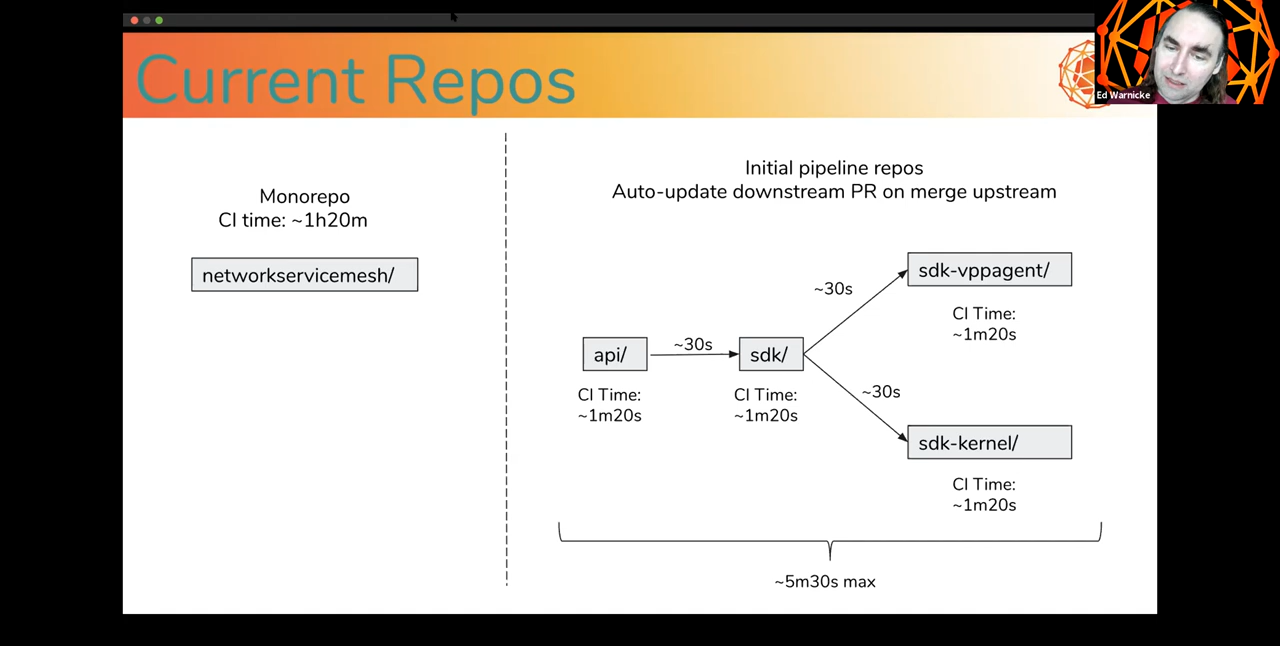 Current Repos
Ed Warnicke
Monorepo
CI time: ~1h20m
networkservicemesh/
Initial pipeline repos
Auto-update downstream PR on merge upstream
sdk-vppagent/
CI Time:
~1m20s
~30s
api/
~30s
sdk/
CI Time:
~1m20s
CI Time:
~1m20s
~30s
sdk-kernel/
CI Time:
~1m20s
~5m30s max